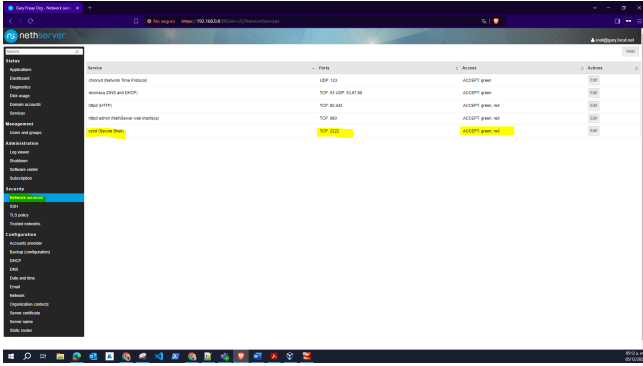 Gary Freay Org - Network serv
No seguro https://192.168.0.8:980/en-US/NetworkServices
nethserver
root@gary.local.net
Search...
Help
Status
Applications
Dashboard
Diagnostics
Disk usage
Domain accounts
Services
Management
Users and groups
Administration
Log viewer
Shutdown
Software center
Subscription
Security
Network services
SSH
TLS policy
Trusted networks
Configuration
Accounts provider
Backup (configuration)
DHCP
DNS
Date and time
Email
Network
Organization contacts
Server certificate
Server name
Static routes
Service Ports Access Actions
chronyd (Network Time Protocol) UDP: 123 ACCEPT: green Edit
dnsmasq (DNS and DHCP) TCP: 53 UDP: 53,67,69 ACCEPT: green Edit
httpd (HTTP) TCP: 80,443 ACCEPT: green, red Edit
httpd-admin (NethServer web interface) TCP: 980 ACCEPT: green, red Edit
sshd (Secure Shell) TCP: 2222 ACCEPT: green, red Edit